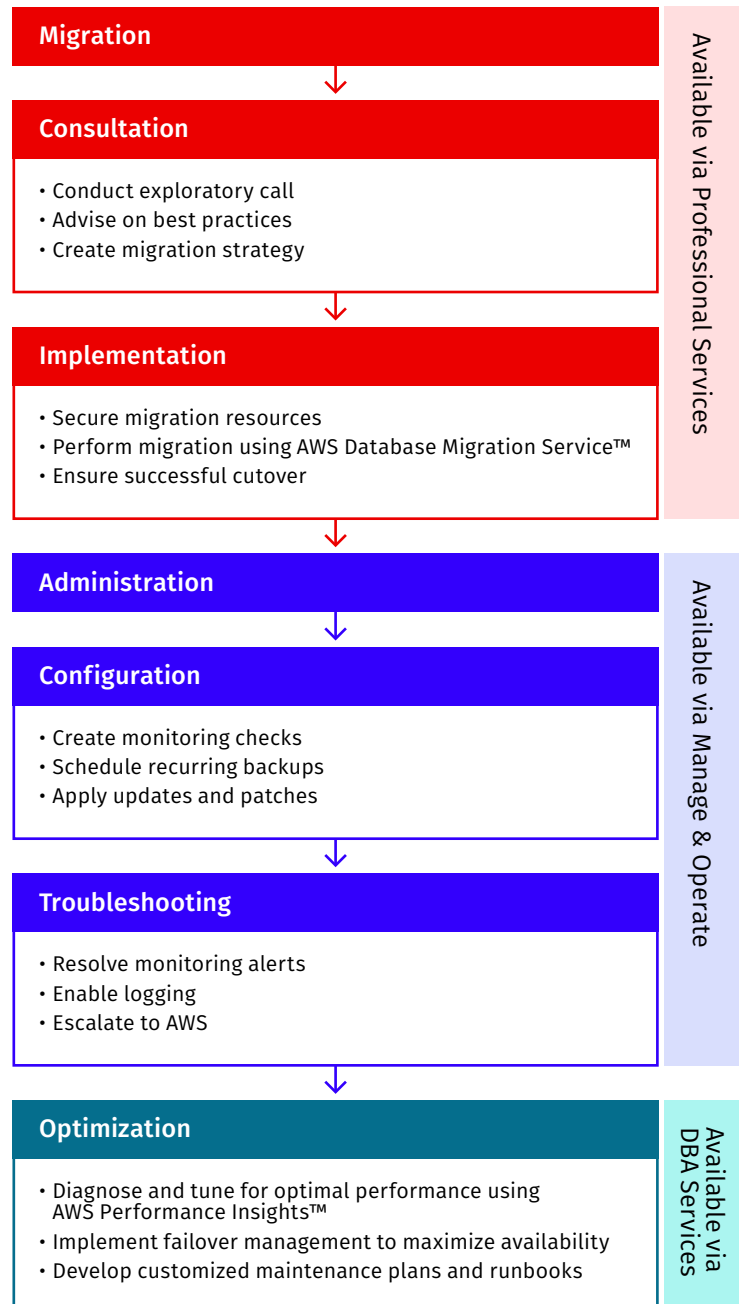 Migration
Available via Professional Services
Consultation
• Conduct exploratory call
• Advise on best practices
• Create migration strategy
Implementation
• Secure migration resources
• Perform migration using AWS Database Migration Service™
• Ensure successful cutover
Administration
Available via Manage & Operate
Configuration
• Create monitoring checks
• Schedule recurring backups
• Apply updates and patches
Troubleshooting
• Resolve monitoring alerts
• Enable logging
• Escalate to AWS
Optimization
Available via
DBA Services
• Diagnose and tune for optimal performance using
AWS Performance Insights™
• Implement failover management to maximize availability
• Develop customized maintenance plans and runbooks